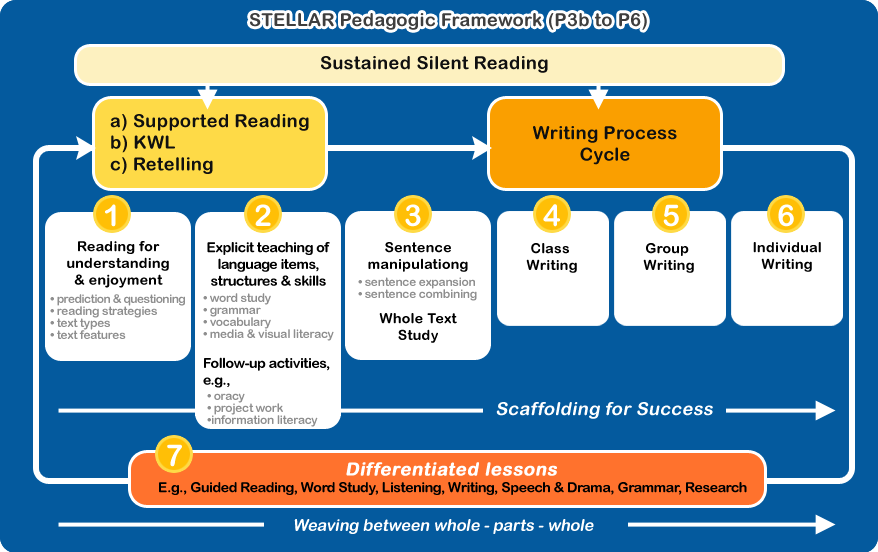 STELLAR Pedagogic Framework (P3b to P6)
Sustained Silent Reading
a) Supported Reading
b) KWL
c) Retelling
Writing Process
Cycle
1
Reading for
understanding
& enjoyment
• prediction & questioning
• reading strategies
• text types
• text features
2
Explicit teaching of
language items,
structures & skills
• word study
• grammar
• vocabulary
• media & visual literacy
Follow-up activities,
e.g.,
• oracy
• project work
•information literacy
3
Sentence
manipulationg
• sentence expansion
• sentence combining
Whole Text
Study
4
Class
Writing
5
Group
Writing
6
Individual
Writing
Scaffolding for Success
7
Differentiated lessons
E.g., Guided Reading, Word Study, Listening, Writing, Speech & Drama, Grammar, Research
Weaving between whole - parts - whole